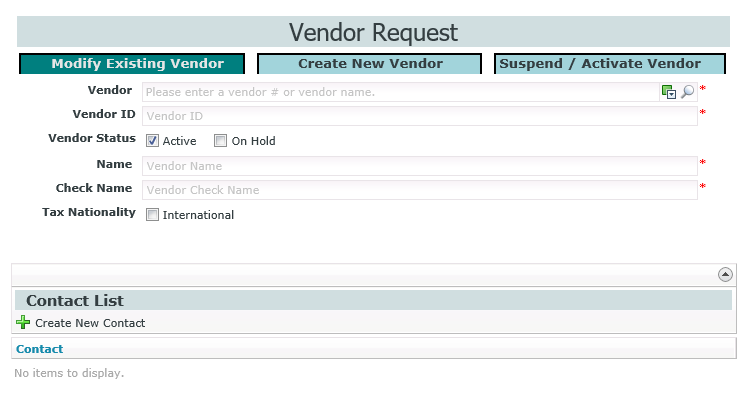 Vendor Request
Modify Existing Vendor Create New Vendor Suspend / Activate Vendor
Vendor Please enter a vendor # or vendor name. *
Vendor ID Vendor ID *
Vendor Status Active On Hold
Name Vendor Name *
Check Name Vendor Check Name *
Tax Nationality International
Contact List
Create New Contact
Contact
No items to display.